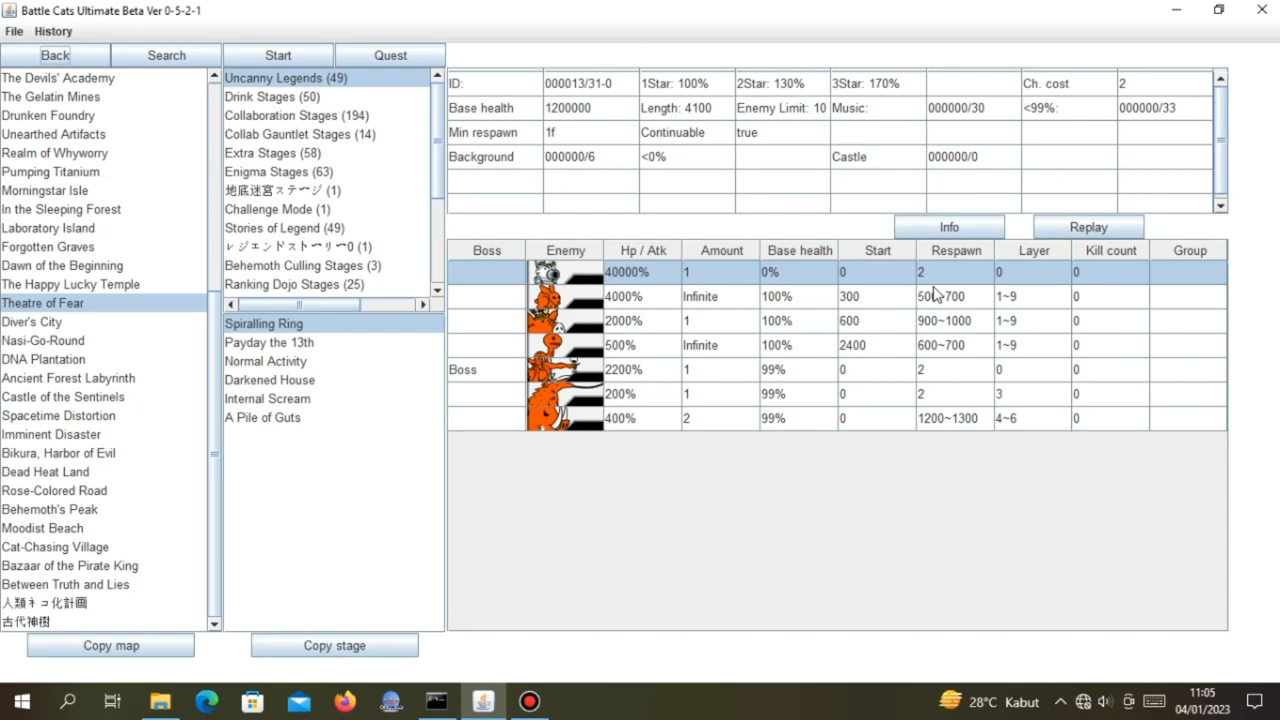 Battle Cats Ultimate Beta Ver 0-5-2-1
File History
Back Search Start Quest
The Devils' Academy
The Gelatin Mines
Drunken Foundry
Unearthed Artifacts
Realm of Whyworry
Pumping Titanium
Morningstar Isle
In the Sleeping Forest
Laboratory Island
Forgotten Graves
Dawn of the Beginning
The Happy Lucky Temple
Theatre of Fear
Diver's City
Nasi-Go-Round
DNA Plantation
Ancient Forest Labyrinth
Castle of the Sentinels
Spacetime Distortion
Imminent Disaster
Bikura, Harbor of Evil
Dead Heat Land
Rose-Colored Road
Behemoth's Peak
Moodist Beach
Cat-Chasing Village
Bazaar of the Pirate King
Between Truth and Lies
人類ネコ化計画
古代神樹
Copy map
Uncanny Legends (49)
Drink Stages (50)
Collaboration Stages (194)
Collab Gauntlet Stages (14)
Extra Stages (58)
Enigma Stages (63)
地底迷宮ステージ (1)
Challenge Mode (1)
Stories of Legend (49)
レジェンドストーリー0 (1)
Behemoth Culling Stages (3)
Ranking Dojo Stages (25)
Spiralling Ring
Payday the 13th
Normal Activity
Darkened House
Internal Scream
A Pile of Guts
Copy stage
ID: 000013/31-0 1Star: 100% 2Star: 130% 3Star: 170% Ch. cost 2
Base health 1200000 Length: 4100 Enemy Limit: 10 Music: 000000/30 <99%: 000000/33
Min respawn 1f Continuable true
Background 000000/6 <0% Castle 000000/0
Info Replay
Boss Enemy Hp / Atk Amount Base health Start Respawn Layer Kill count Group
40000% 1 0% 0 2 0 0
4000% Infinite 100% 300 500~700 1~9 0
2000% 1 100% 600 900~1000 1~9 0
500% Infinite 100% 2400 600~700 1~9 0
Boss 2200% 1 99% 0 2 0 0
200% 1 99% 0 2 3 0
400% 2 99% 0 1200~1300 4~6 0
28°C Kabut
11:05
04/01/2023